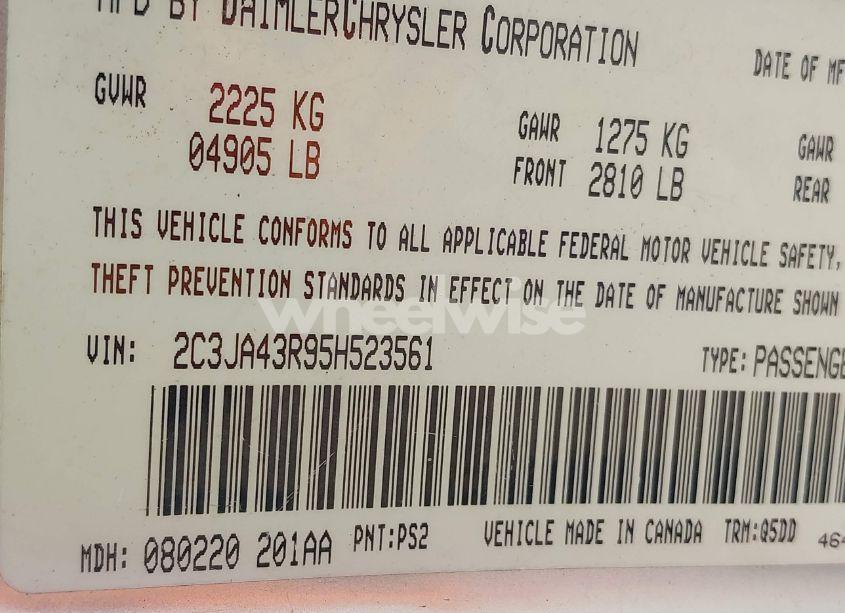 MFD BY DAIMLERCHRYSLER CORPORATION
DATE OF MF
GVWR 2225 KG
04905 LB
GAWR 1275 KG
FRONT 2810 LB
GAWR
REAR
THIS VEHICLE CONFORMS TO ALL APPLICABLE FEDERAL MOTOR VEHICLE SAFETY,
THEFT PREVENTION STANDARDS IN EFFECT ON THE DATE OF MANUFACTURE SHOWN
wheelwise
VIN: 2C3JA43R95H523561
TYPE: PASSENGE
MDH: 080220 201AA PNT:PS2 VEHICLE MADE IN CANADA TRM:Q5DD 464